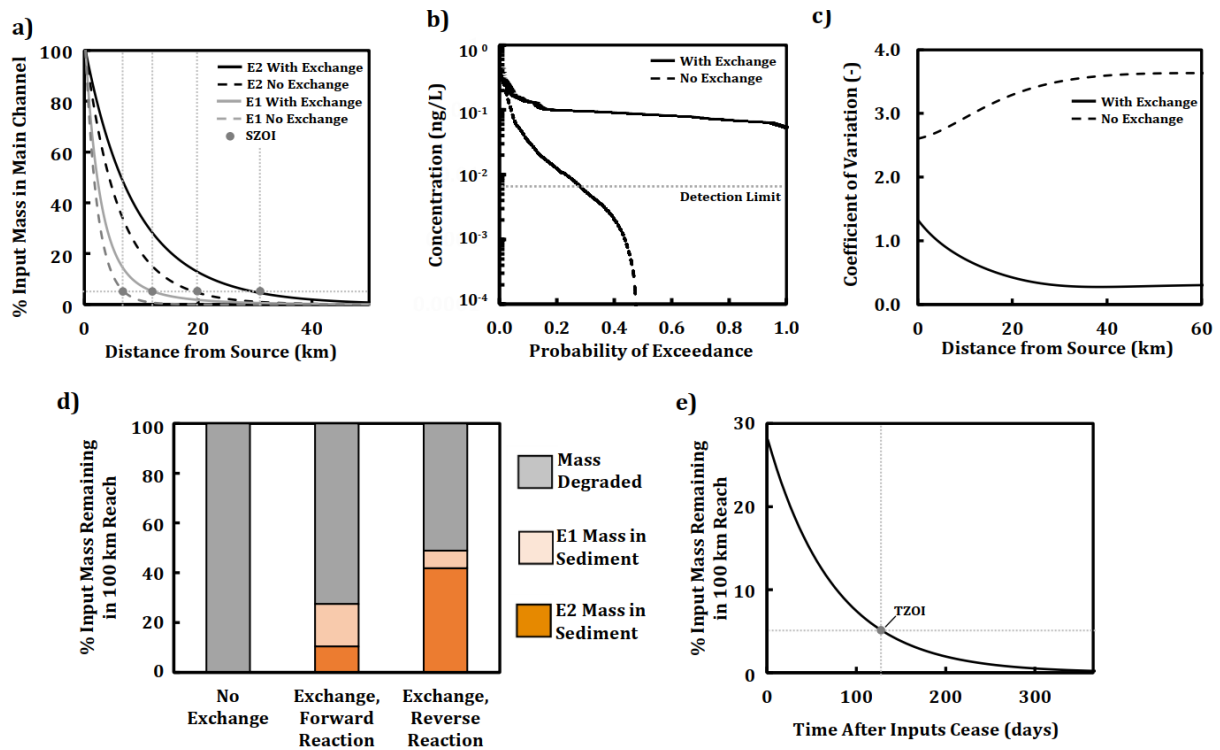 a)
% Input Mass in Main Channel
100
80
60
40
20
0
E2 With Exchange
E2 No Exchange
E1 With Exchange
E1 No Exchange
SZOI
0
20
40
Distance from Source (km)
b)
Concentration (ng/L)
10^0
10^-1
10^-2
10^-3
10^-4
With Exchange
No Exchange
Detection Limit
0.0
0.2
0.4
0.6
0.8
1.0
Probability of Exceedance
c)
Coefficient of Variation (-)
4.0
3.0
2.0
1.0
0.0
With Exchange
No Exchange
0
20
40
60
Distance from Source (km)
d)
% Input Mass Remaining
in 100 km Reach
100
80
60
40
20
0
No
Exchange
Exchange,
Forward
Reaction
Exchange,
Reverse
Reaction
Mass
Degraded
E1 Mass in
Sediment
E2 Mass in
Sediment
e)
% Input Mass Remaining
in 100 km Reach
30
20
10
0
TZOI
0
100
200
300
Time After Inputs Cease (days)